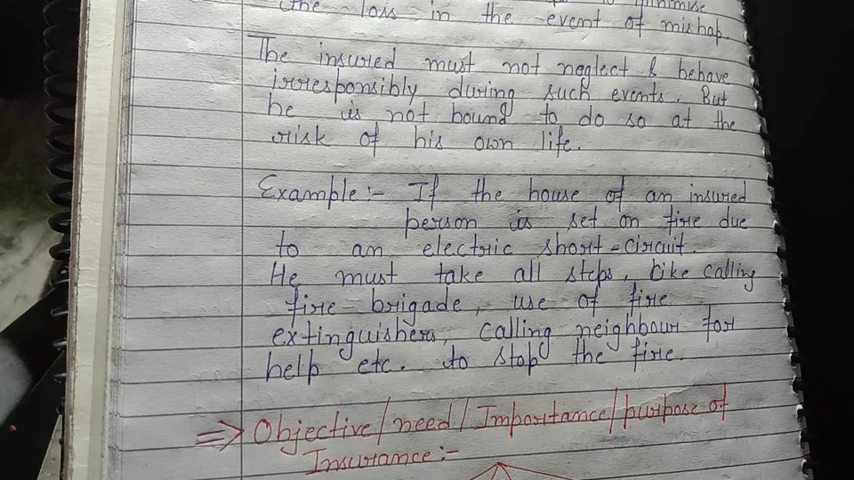 minimise
the loss in the event of mishap.
The insured must not neglect & behave
irresponsibly during such events. But
he is not bound to do so at the
risk of his own life.
Example:- If the house of an insured
person is set on fire due
to an electric short-circuit.
He must take all steps, like calling
fire brigade, use of fire
extinguishers, calling neighbour for
help etc. to stop the fire.
=> Objective/need/Importance/purpose of
Insurance:-